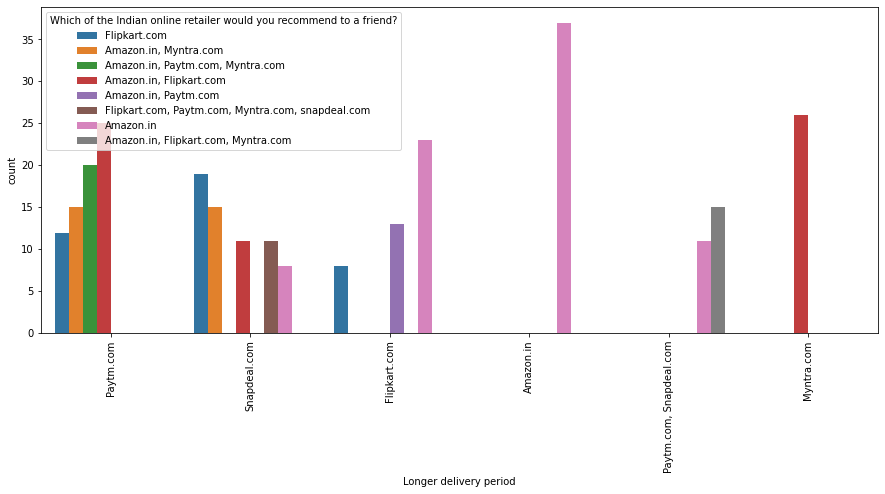 Which of the Indian online retailer would you recommend to a friend?
Flipkart.com
Amazon.in, Myntra.com
Amazon.in, Paytm.com, Myntra.com
Amazon.in, Flipkart.com
Amazon.in, Paytm.com
Flipkart.com, Paytm.com, Myntra.com, snapdeal.com
Amazon.in
Amazon.in, Flipkart.com, Myntra.com
count
35
30
25
20
15
10
5
0
Paytm.com
Snapdeal.com
Flipkart.com
Amazon.in
Paytm.com, Snapdeal.com
Myntra.com
Longer delivery period